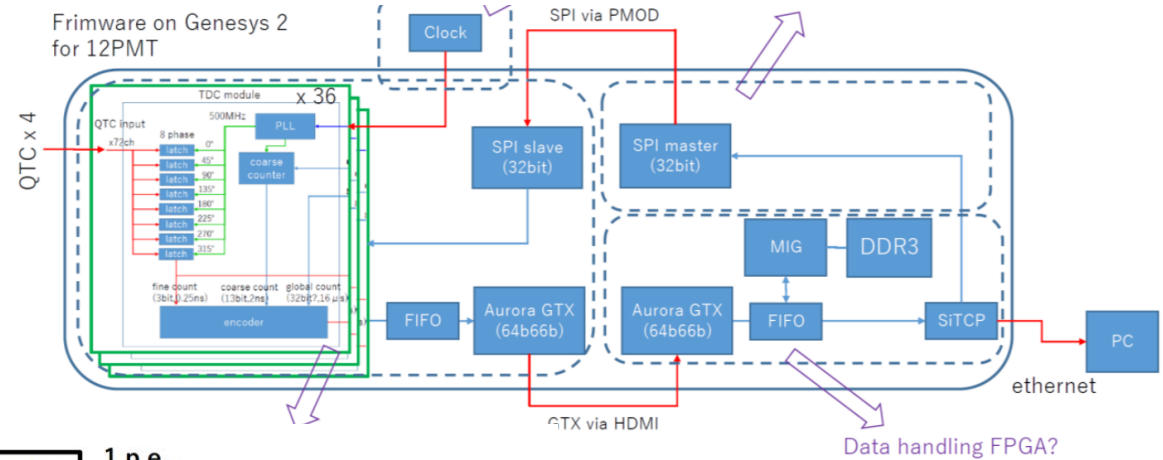 Frimware on Genesys 2
for 12PMT
Clock
SPI via PMOD
QTC x 4
TDC module
x 36
QTC input
x72ch
500MHz
PLL
8 phase
coarse
counter
latch 0°
latch 45°
latch 90°
latch 135°
latch 180°
latch 225°
latch 270°
latch 315°
fine count
(3bit,0.25ns)
coarse count
(13bit,2ns)
global count
(32bit?,16μs)
encoder
SPI slave
(32bit)
SPI master
(32bit)
MIG
DDR3
FIFO
Aurora GTX
(64b66b)
Aurora GTX
(64b66b)
FIFO
SiTCP
PC
ethernet
GTX via HDMI
Data handling FPGA?
1 p.e.